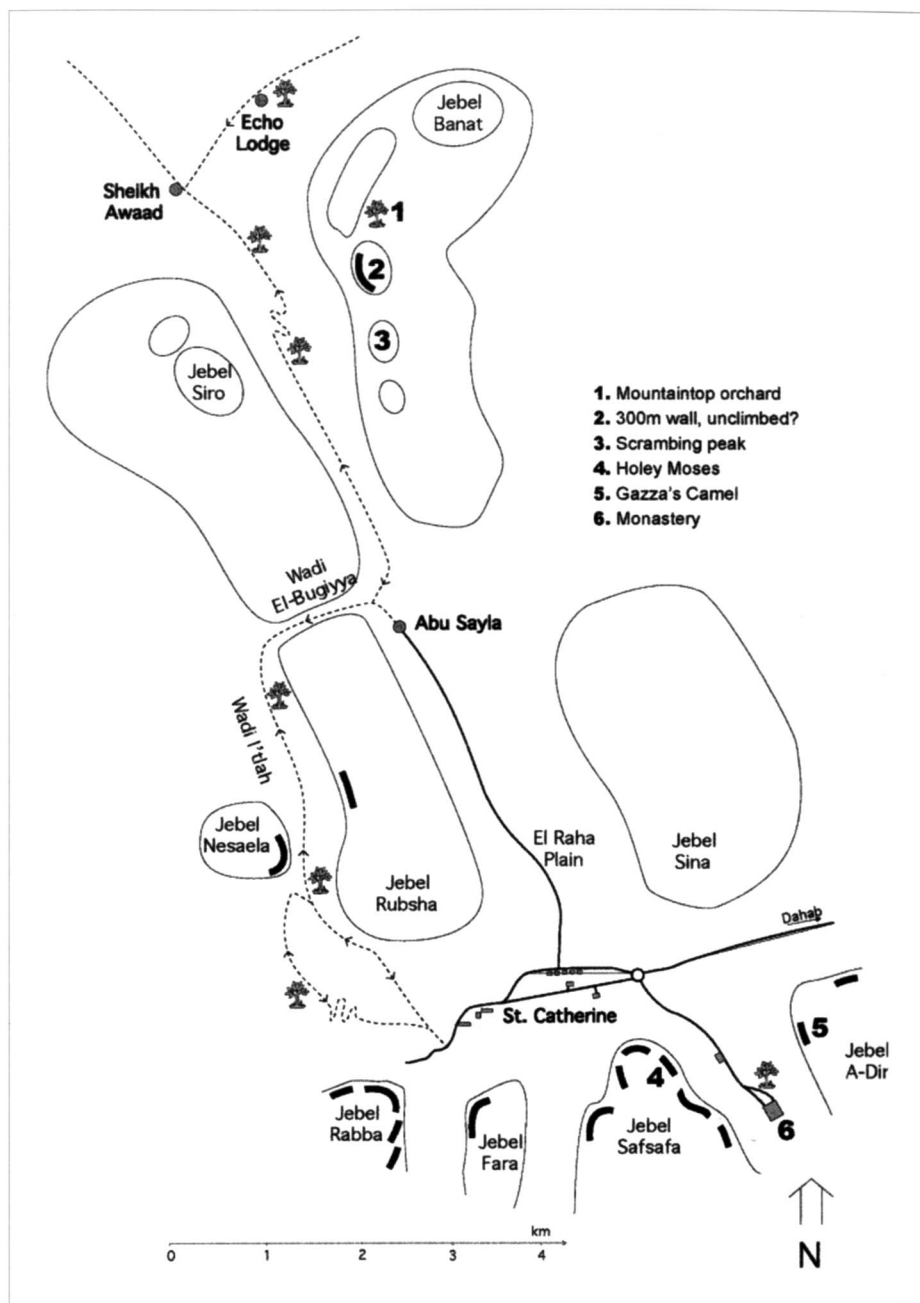 Jebel
Banat
Echo
Lodge
Sheikh
Awaad
1
2
3
Jebel
Siro
1. Mountaintop orchard
2. 300m wall, unclimbed?
3. Scrambing peak
4. Holey Moses
5. Gazza's Camel
6. Monastery
Wadi
El-Bugiyya
Abu Sayla
Wadi I'tlah
Jebel
Nesaela
El Raha
Plain
Jebel
Sina
Jebel
Rubsha
Dahab
St. Catherine
5
Jebel
A-Dir
4
Jebel
Rabba
Jebel
Fara
Jebel
Safsafa
6
km
0 1 2 3 4
N